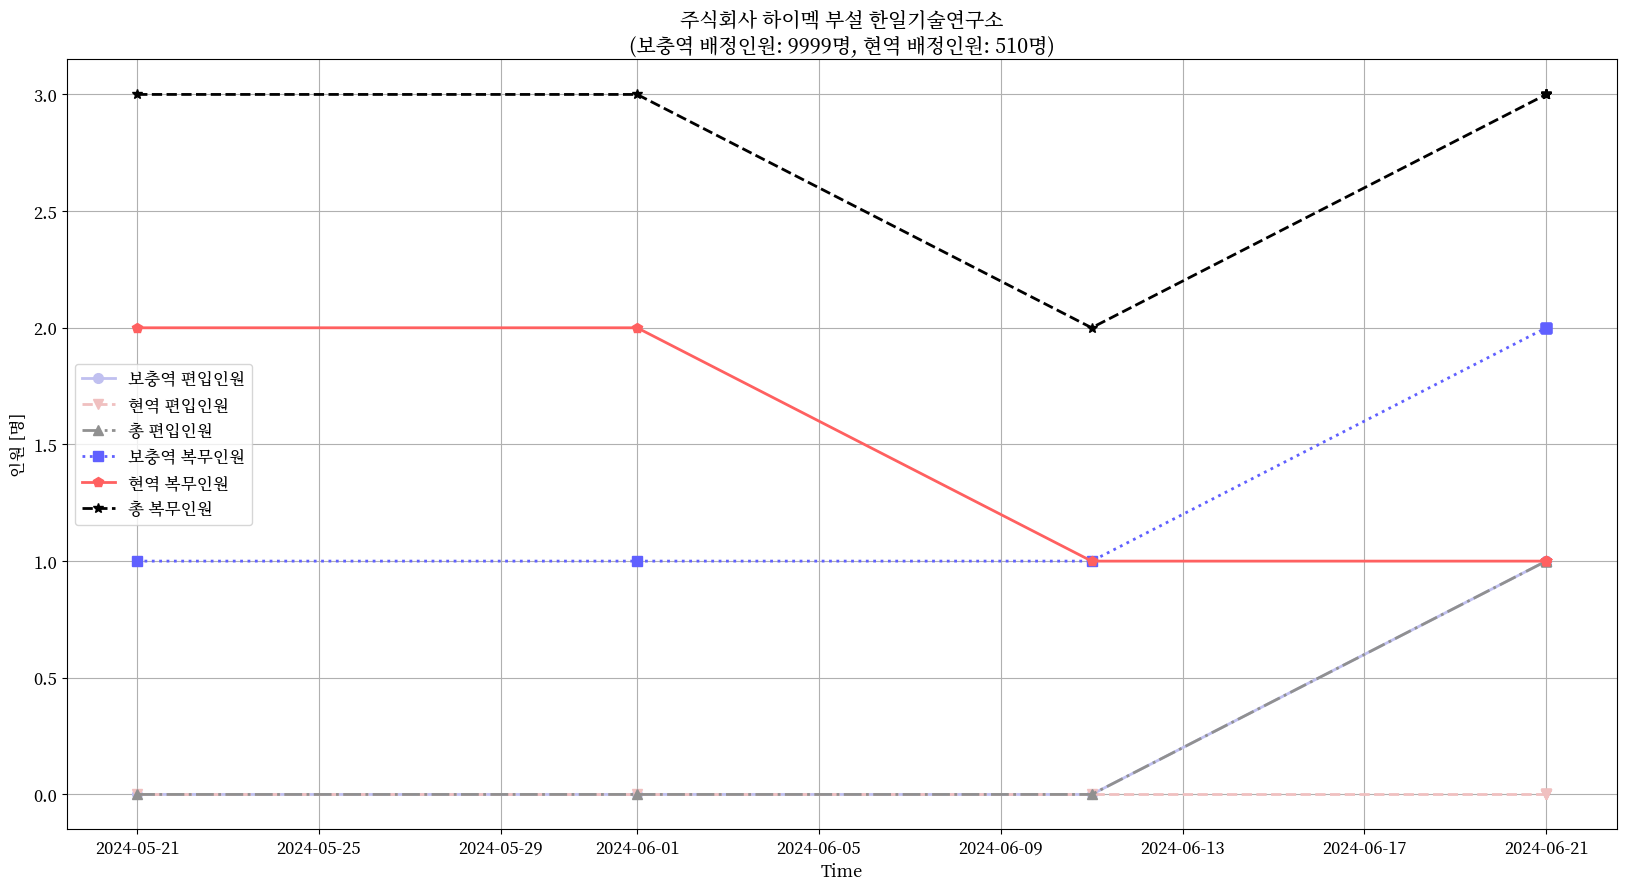 주식회사 하이멕 부설 한일기술연구소
(보충역 배정인원: 9999명, 현역 배정인원: 510명)
인원 [명]
3.0
2.5
2.0
1.5
1.0
0.5
0.0
보충역 편입인원
현역 편입인원
총 편입인원
보충역 복무인원
현역 복무인원
총 복무인원
2024-05-21
2024-05-25
2024-05-29
2024-06-01
2024-06-05
2024-06-09
2024-06-13
2024-06-17
2024-06-21
Time